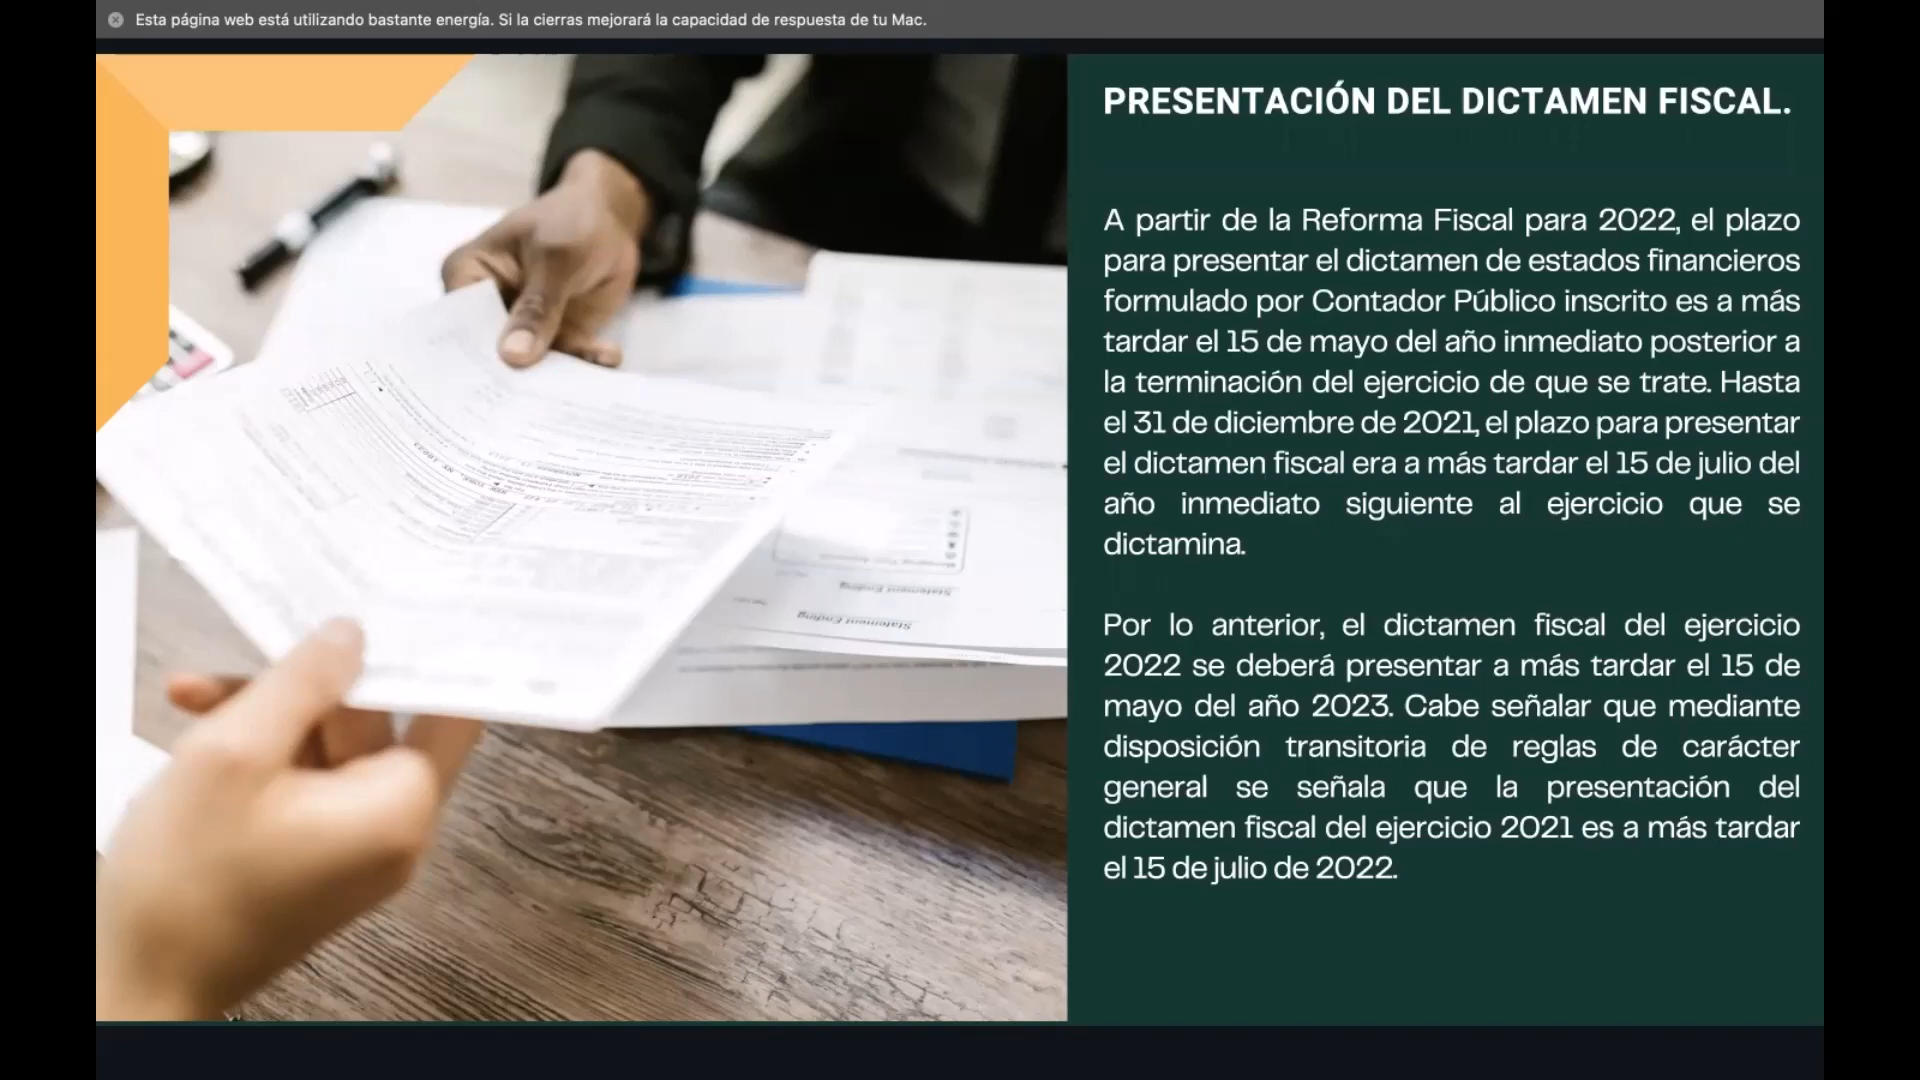 Esta página web está utilizando bastante energía. Si la cierras mejorará la capacidad de respuesta de tu Mac.
PRESENTACIÓN DEL DICTAMEN FISCAL.
A partir de la Reforma Fiscal para 2022, el plazo
para presentar el dictamen de estados financieros
formulado por Contador Público inscrito es a más
tardar el 15 de mayo del año inmediato posterior a
la terminación del ejercicio de que se trate. Hasta
el 31 de diciembre de 2021, el plazo para presentar
el dictamen fiscal era a más tardar el 15 de julio del
año inmediato siguiente al ejercicio que se
dictamina.
Por lo anterior, el dictamen fiscal del ejercicio
2022 se deberá presentar a más tardar el 15 de
mayo del año 2023. Cabe señalar que mediante
disposición transitoria de reglas de carácter
general se señala que la presentación del
dictamen fiscal del ejercicio 2021 es a más tardar
el 15 de julio de 2022.
Statement Ending
Statement Ending